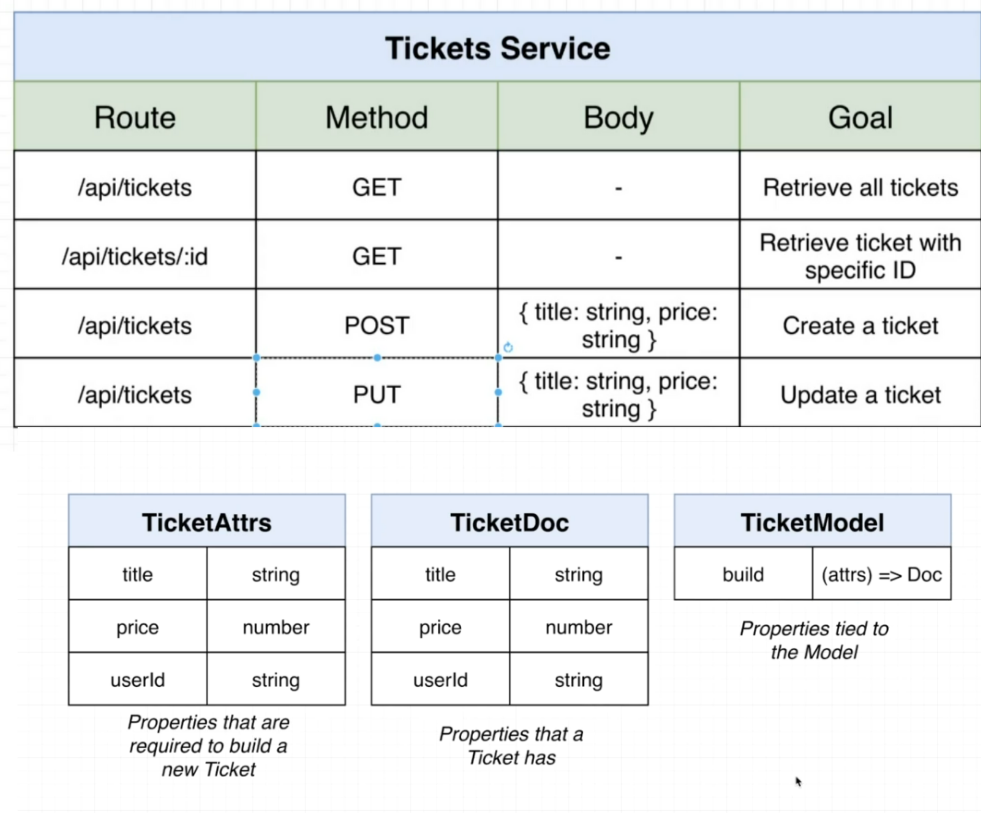 Tickets Service
Route Method Body Goal
/api/tickets GET - Retrieve all tickets
/api/tickets/:id GET - Retrieve ticket with
specific ID
/api/tickets POST { title: string, price:
string } Create a ticket
/api/tickets PUT { title: string, price:
string } Update a ticket
TicketAttrs
title string
price number
userId string
Properties that are
required to build a
new Ticket
TicketDoc
title string
price number
userId string
Properties that a
Ticket has
TicketModel
build (attrs) => Doc
Properties tied to
the Model